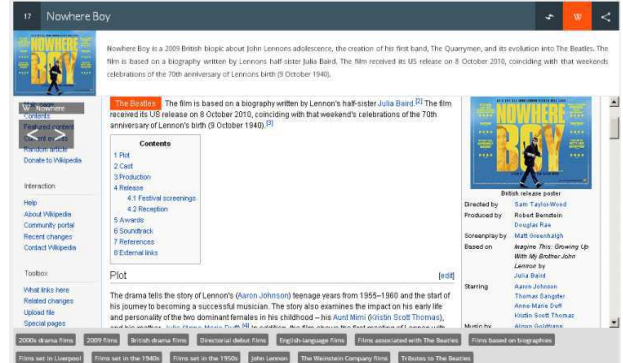 17 Nowhere Boy
W
NOWHERE
BOY
Nowhere Boy is a 2009 British biopic about John Lennons adolescence, the creation of his first band, The Quarrymen, and its evolution into The Beatles. The
film is based on a biography written by Lennons half-sister Julia Baird. The film received its US release on 8 October 2010, coinciding with that weekends
celebrations of the 70th anniversary of Lennons birth (9 October 1940).
W Nowhere
Contents
Featured content
Random article
Donate to Wikipedia
Interaction
Help
About Wikipedia
Community portal
Recent changes
Contact Wikipedia
Toolbox
What links here
Related changes
Upload file
Special pages
The Beatles The film is based on a biography written by Lennon's half-sister Julia Baird.[2] The film
received its US release on 8 October 2010, coinciding with that weekend's celebrations of the 70th
anniversary of Lennon's birth (9 October 1940).[3]
Contents
1 Plot
2 Cast
3 Production
4 Release
4.1 Festival screenings
4.2 Reception
5 Awards
6 Soundtrack
7 References
8 External links
Plot [edit]
The drama tells the story of Lennon's (Aaron Johnson) teenage years from 1955–1960 and the start of
his journey to becoming a successful musician. The story also examines the impact on his early life
and personality of the two dominant females in his childhood – his Aunt Mimi (Kristin Scott Thomas),
NOWHERE
BOY
British release poster
Directed by Sam Taylor-Wood
Produced by Robert Bernstein
Douglas Rae
Screenplay by Matt Greenhalgh
Based on Imagine This: Growing Up
With My Brother John
Lennon by
Julia Baird
Starring Aaron Johnson
Thomas Sangster
Anne-Marie Duff
Kristin Scott Thomas
Music by Alison Goldfrapp
2000s drama films 2009 films British drama films Directorial debut films English-language films Films associated with The Beatles Films based on biographies
Films set in Liverpool Films set in the 1940s Films set in the 1950s John Lennon The Weinstein Company films Tributes to The Beatles